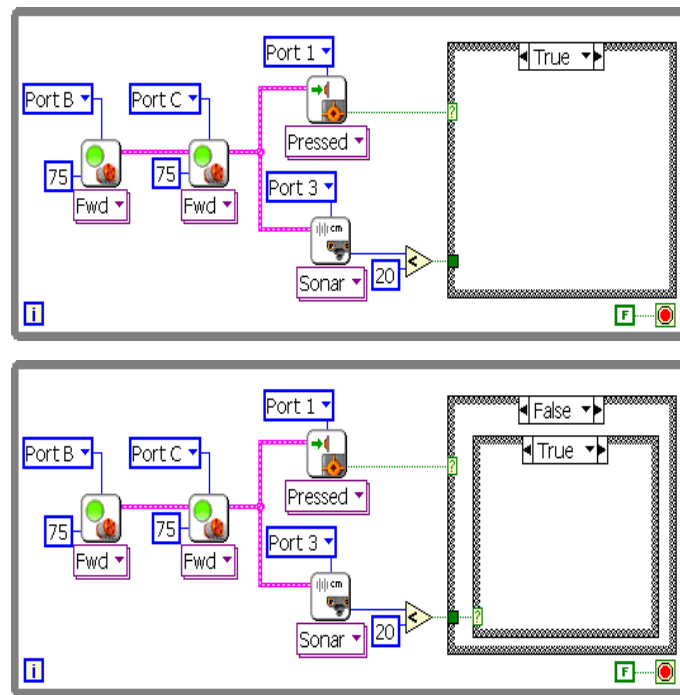 Port 1
True
Port B
Port C
?
Pressed
75
75
Port 3
Fwd
Fwd
cm
<
20
Sonar
i
F
Port 1
False
True
Port B
Port C
?
Pressed
75
75
Port 3
Fwd
Fwd
cm
<
?
20
Sonar
i
F